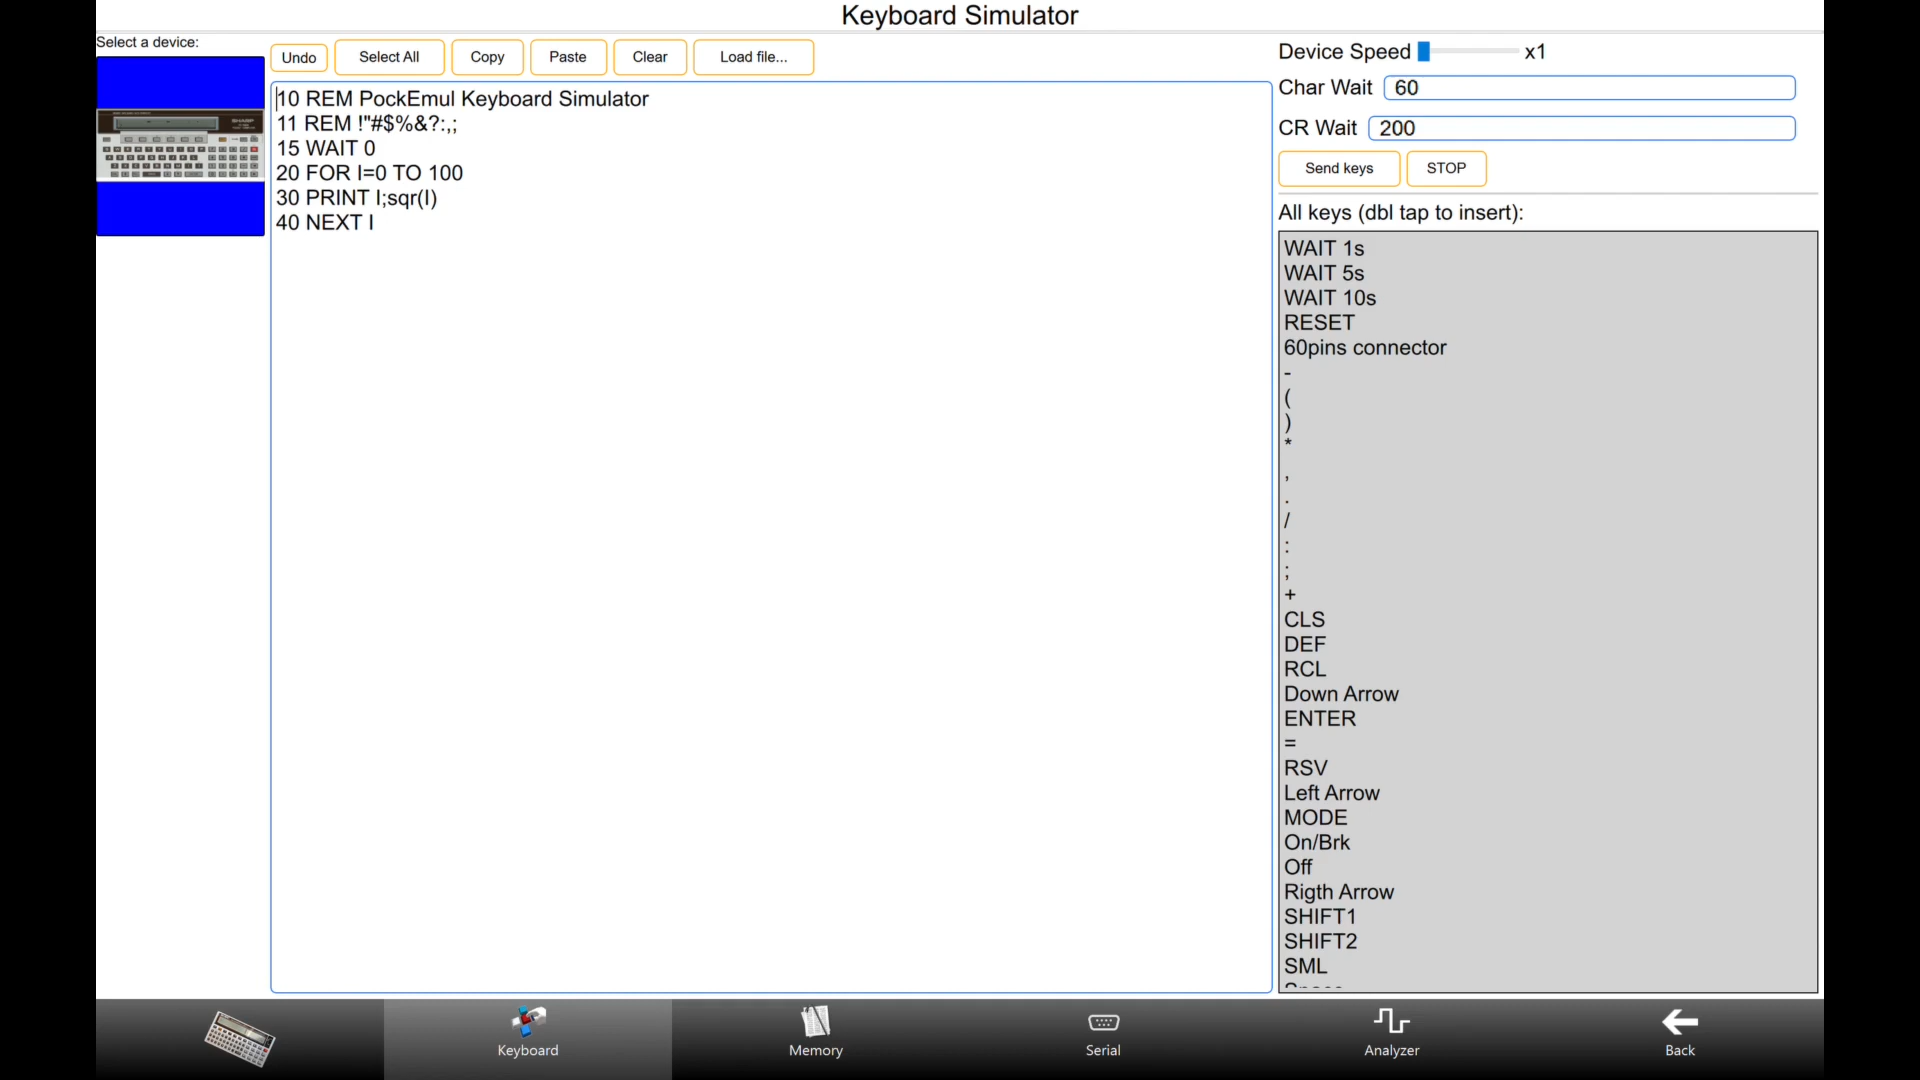 Keyboard Simulator
Select a device:
Undo
Select All
Copy
Paste
Clear
Load file...
10 REM PockEmul Keyboard Simulator
11 REM !"#$%&?:,;
15 WAIT 0
20 FOR I=0 TO 100
30 PRINT I;sqr(I)
40 NEXT I
Device Speed x1
Char Wait 60
CR Wait 200
Send keys
STOP
All keys (dbl tap to insert):
WAIT 1s
WAIT 5s
WAIT 10s
RESET
60pins connector
-
(
)
*
,
.
/
:
;
+
CLS
DEF
RCL
Down Arrow
ENTER
=
RSV
Left Arrow
MODE
On/Brk
Off
Rigth Arrow
SHIFT1
SHIFT2
SML
Keyboard
Memory
Serial
Analyzer
Back